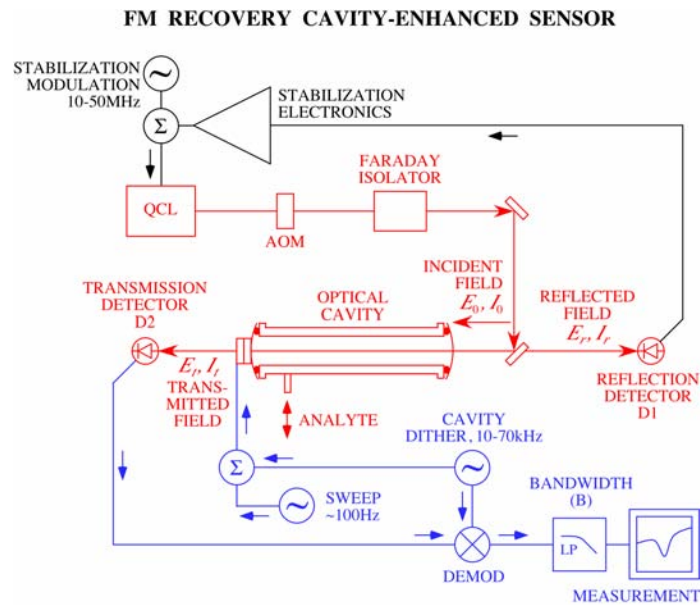 FM RECOVERY CAVITY-ENHANCED SENSOR
STABILIZATION
MODULATION
10-50MHz
~
Σ
STABILIZATION
ELECTRONICS
FARADAY
ISOLATOR
QCL
AOM
TRANSMISSION
DETECTOR
D2
OPTICAL
CAVITY
INCIDENT
FIELD
E₀, I₀
REFLECTED
FIELD
Eᵣ, Iᵣ
Eₜ, Iₜ
TRANS-
MITTED
FIELD
REFLECTION
DETECTOR
D1
ANALYTE
CAVITY
DITHER, 10-70kHz
Σ
~
SWEEP
~100Hz
~
BANDWIDTH
(B)
LP
DEMOD
MEASUREMENT